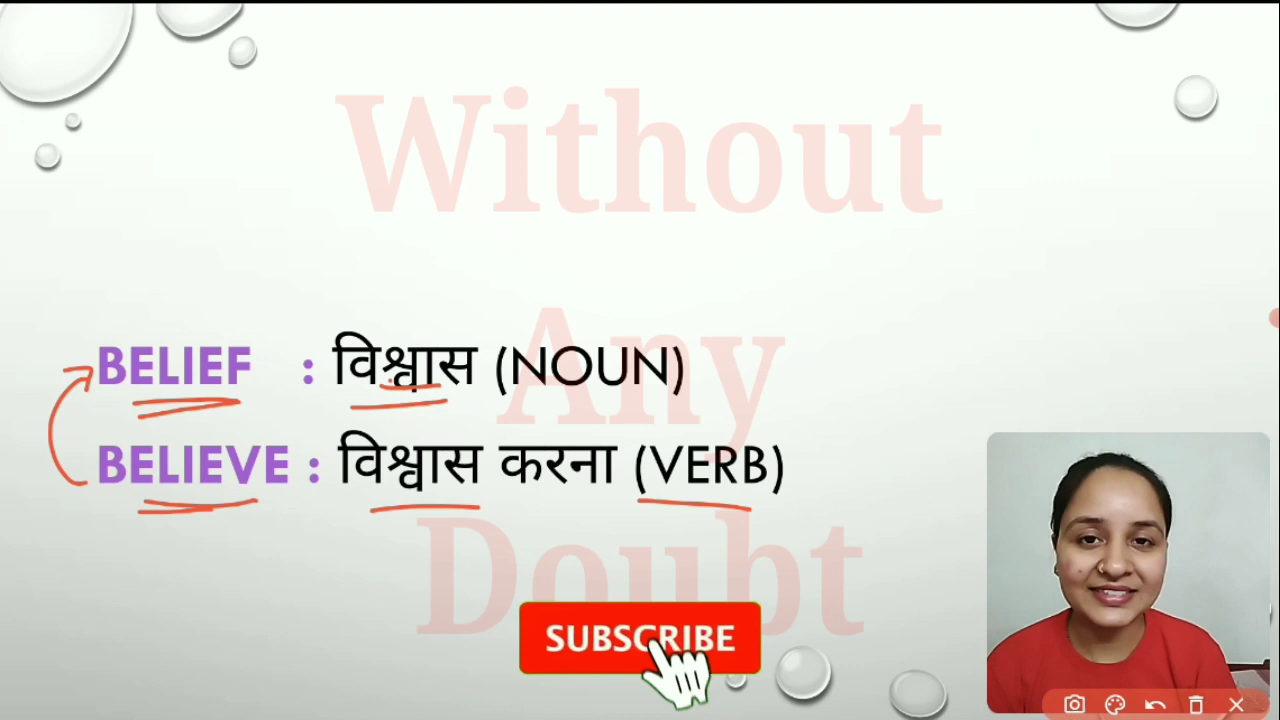 Without
Any
BELIEF : विश्वास (NOUN)
BELIEVE : विश्वास करना (VERB)
Doubt
SUBSCRIBE